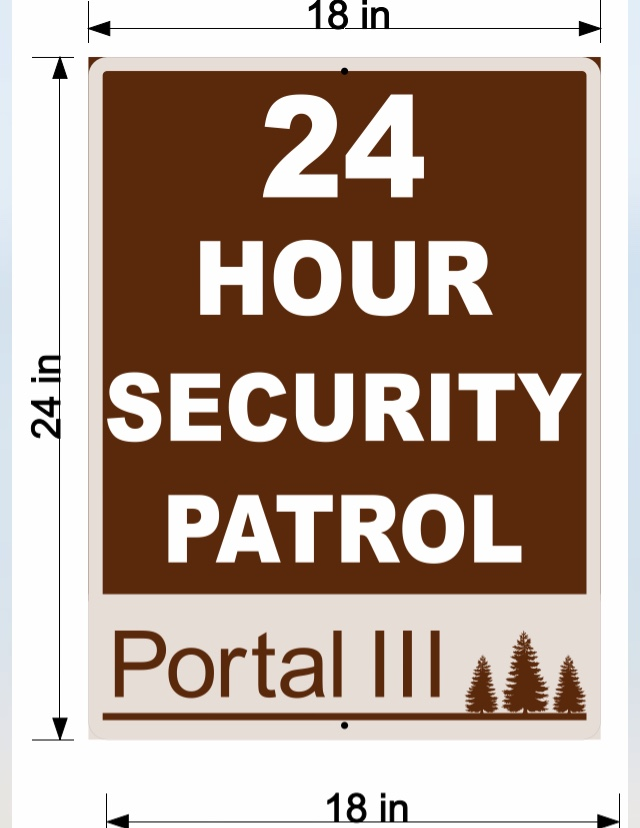 18 in
24
HOUR
SECURITY
PATROL
24 in
Portal III
18 in